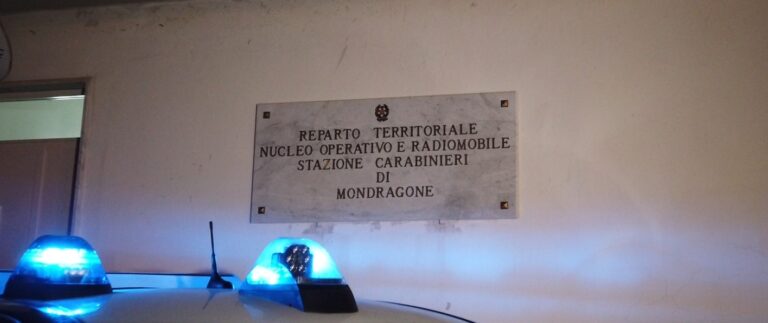 REPARTO TERRITORIALE
NUCLEO OPERATIVO E RADIOMOBILE
STAZIONE CARABINIERI
DI
MONDRAGONE